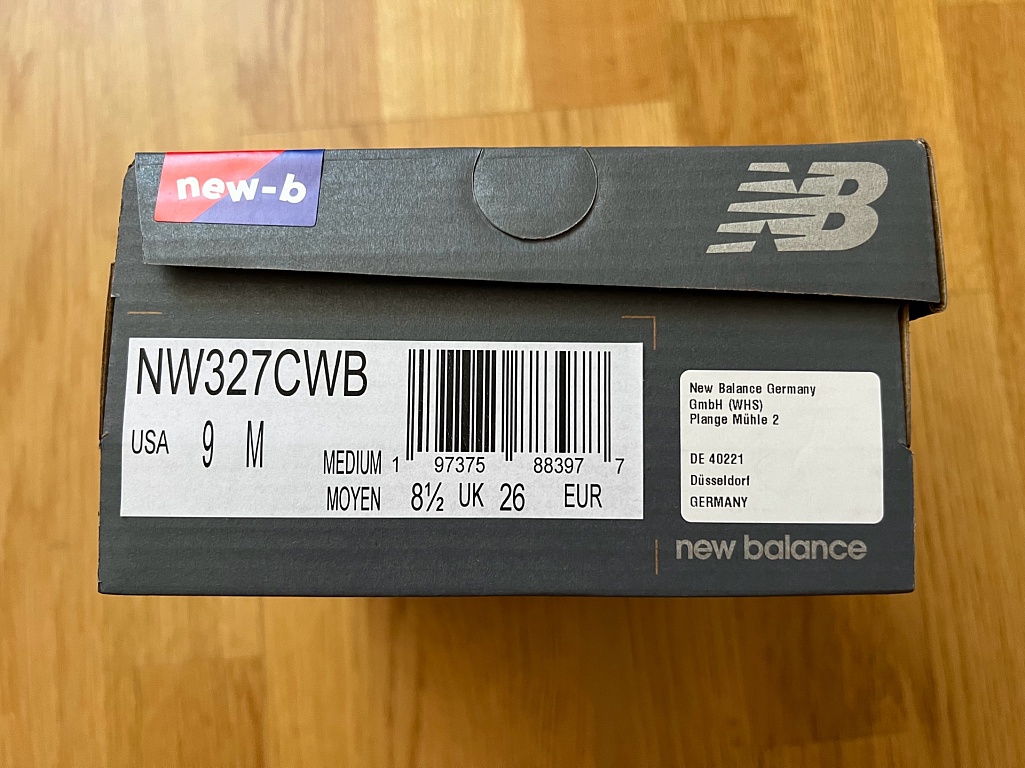 new-b
NB
NW327CWB
USA 9 M
MEDIUM 1 97375 88397 7
MOYEN 8½ UK 26 EUR
New Balance Germany
GmbH (WHS)
Plange Mühle 2
DE 40221
Düsseldorf
GERMANY
new balance